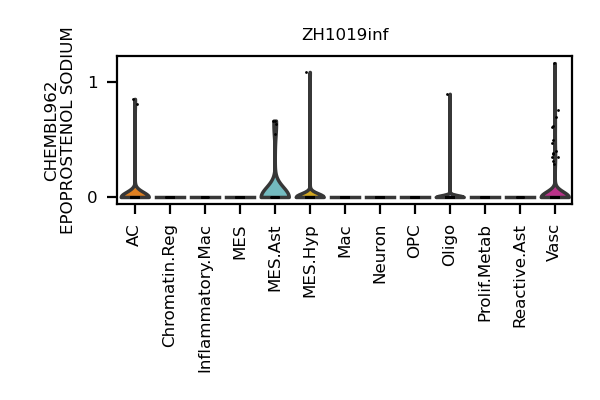 ZH1019inf
CHEMBL962
EPOPROSTENOL SODIUM
1
0
AC
Chromatin.Reg
Inflammatory.Mac
MES
MES.Ast
MES.Hyp
Mac
Neuron
OPC
Oligo
Prolif.Metab
Reactive.Ast
Vasc